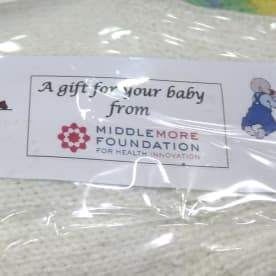 A gift for your baby
from
MIDDLEMORE
FOUNDATION
FOR HEALTH INNOVATION